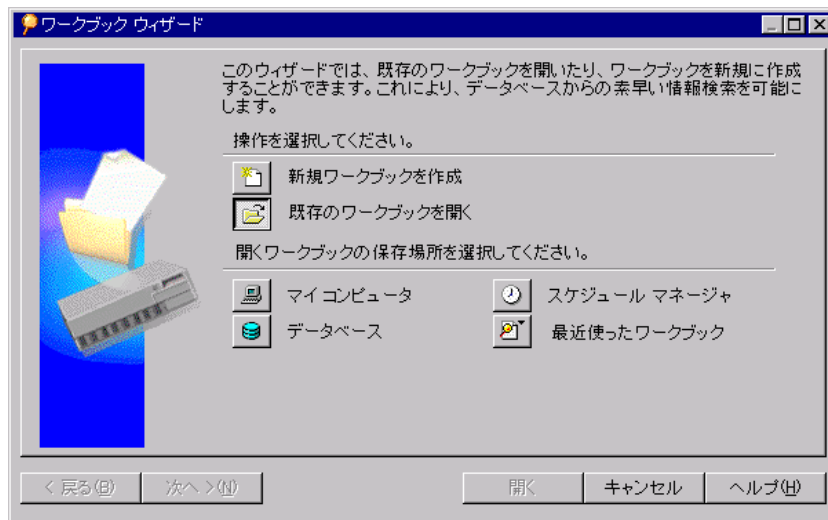 ワークブック ウィザード
このウィザードでは、既存のワークブックを開いたり、ワークブックを新規に作成
することができます。これにより、データベースからの素早い情報検索を可能に
します。
操作を選択してください。
新規ワークブックを作成
既存のワークブックを開く
開くワークブックの保存場所を選択してください。
マイ コンピュータ
スケジュール マネージャ
データベース
最近使ったワークブック
< 戻る(B)
次へ >(N)
開く
キャンセル
ヘルプ(H)